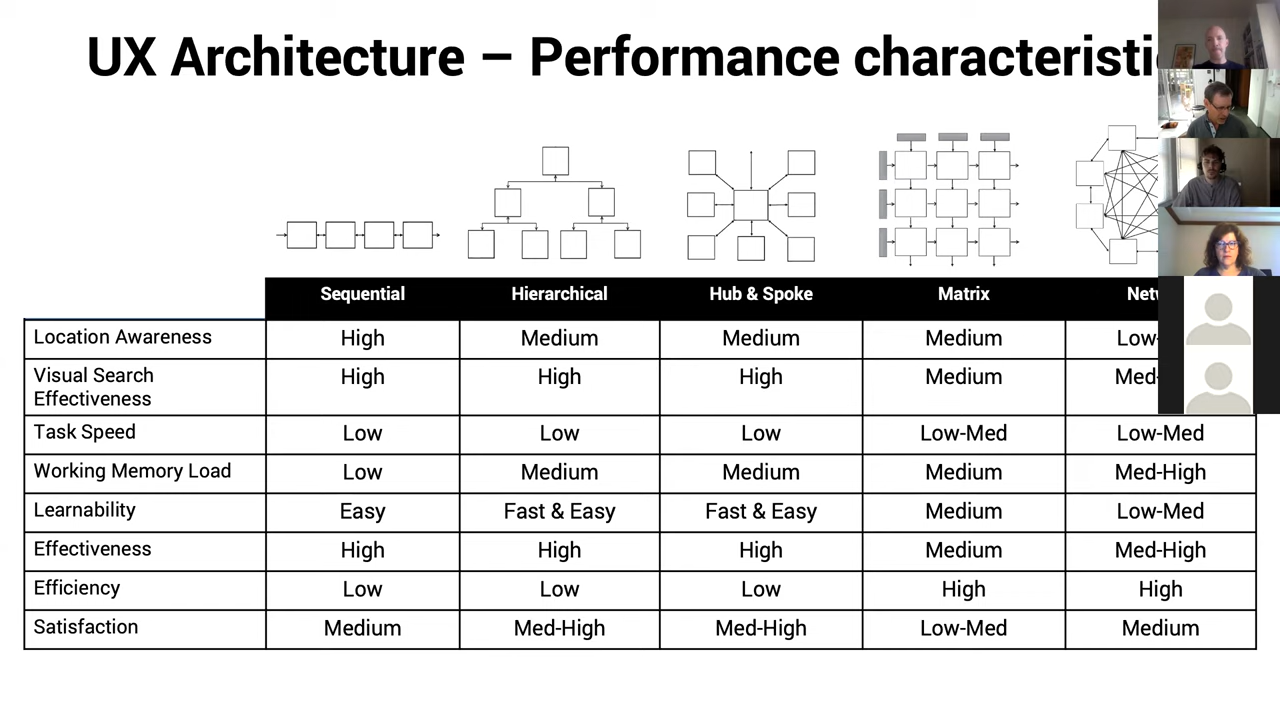 UX Architecture – Performance characteristi
Sequential Hierarchical Hub & Spoke Matrix Net
Location Awareness High Medium Medium Medium Low-
Visual Search
Effectiveness High High High Medium Med-
Task Speed Low Low Low Low-Med Low-Med
Working Memory Load Low Medium Medium Medium Med-High
Learnability Easy Fast & Easy Fast & Easy Medium Low-Med
Effectiveness High High High Medium Med-High
Efficiency Low Low Low High High
Satisfaction Medium Med-High Med-High Low-Med Medium